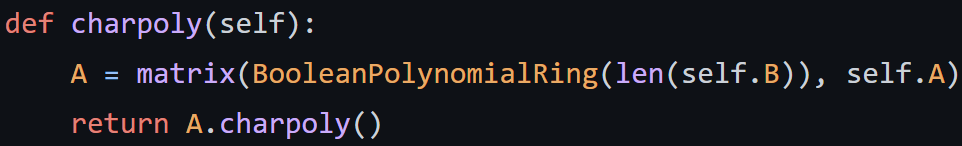 def charpoly(self):
    A = matrix(BooleanPolynomialRing(len(self.B)), self.A)
    return A.charpoly()